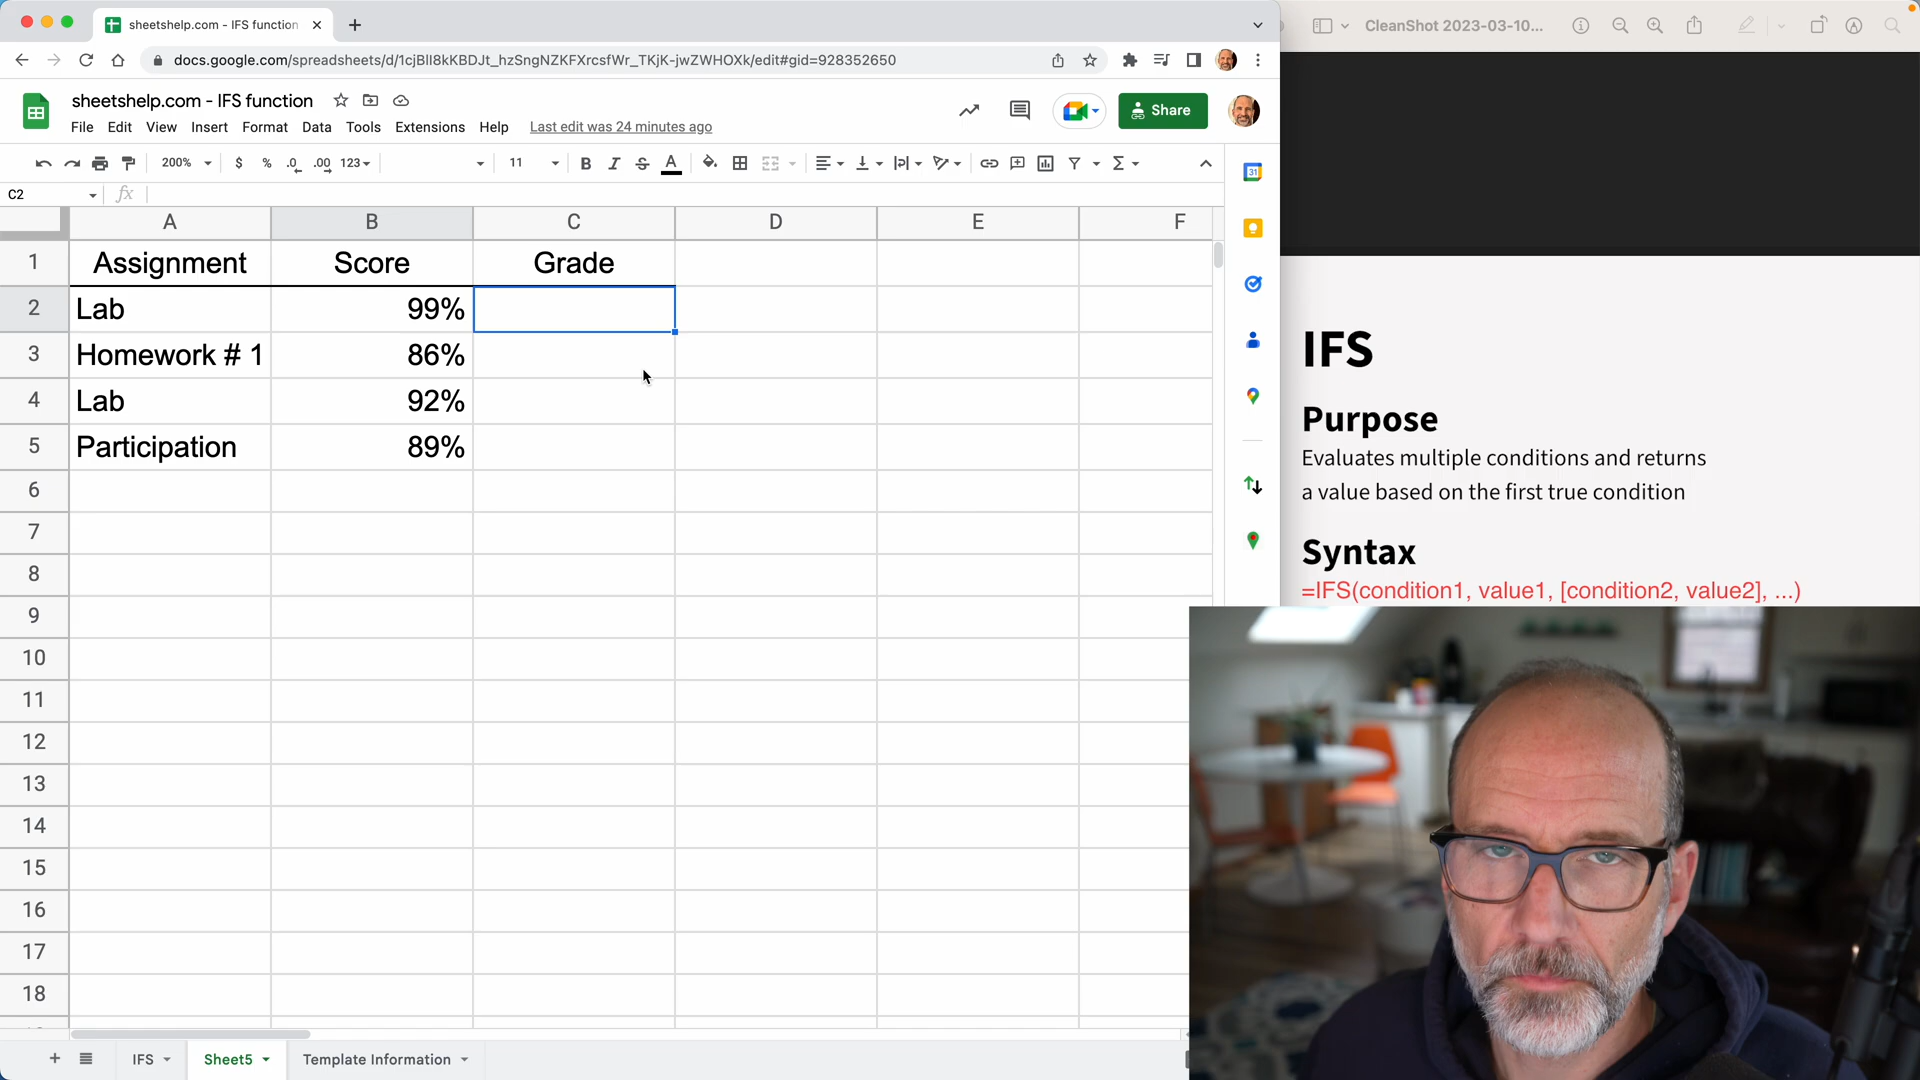 sheetshelp.com - IFS function
docs.google.com/spreadsheets/d/1cjBIl8kKBDJt_hzSngNZKFXrcsfWr_TKjK-jwZWHOXk/edit#gid=928352650
CleanShot 2023-03-10...
sheetshelp.com - IFS function
File Edit View Insert Format Data Tools Extensions Help Last edit was 24 minutes ago
Share
200% $ % .0 .00 123 11 B I S A
31
C2 fx
A B C D E F
1 Assignment Score Grade
2 Lab 99%
3 Homework # 1 86%
4 Lab 92%
5 Participation 89%
6
7
8
9
10
11
12
13
14
15
16
17
18
IFS Sheet5 Template Information
IFS
Purpose
Evaluates multiple conditions and returns
a value based on the first true condition
Syntax
=IFS(condition1, value1, [condition2, value2], ...)